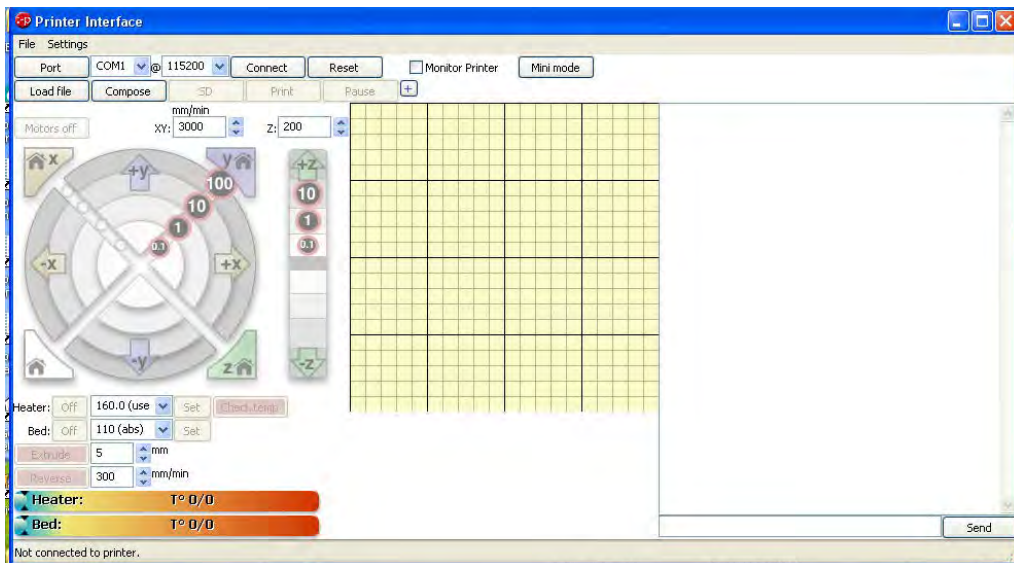 Printer Interface
File Settings
Port COM1 @ 115200 Connect Reset Monitor Printer Mini mode
Load file Compose SD Print Pause +
mm/min
Motors off XY: 3000 Z: 200
x y +y +z
100 10
10 1
1 0.1
0.1
-x +x
-y z -z
Heater: Off 160.0 (use Set Check temp
Bed: Off 110 (abs) Set
Extrude 5 mm
Reverse 300 mm/min
Heater: T° 0/0
Bed: T° 0/0
Send
Not connected to printer.